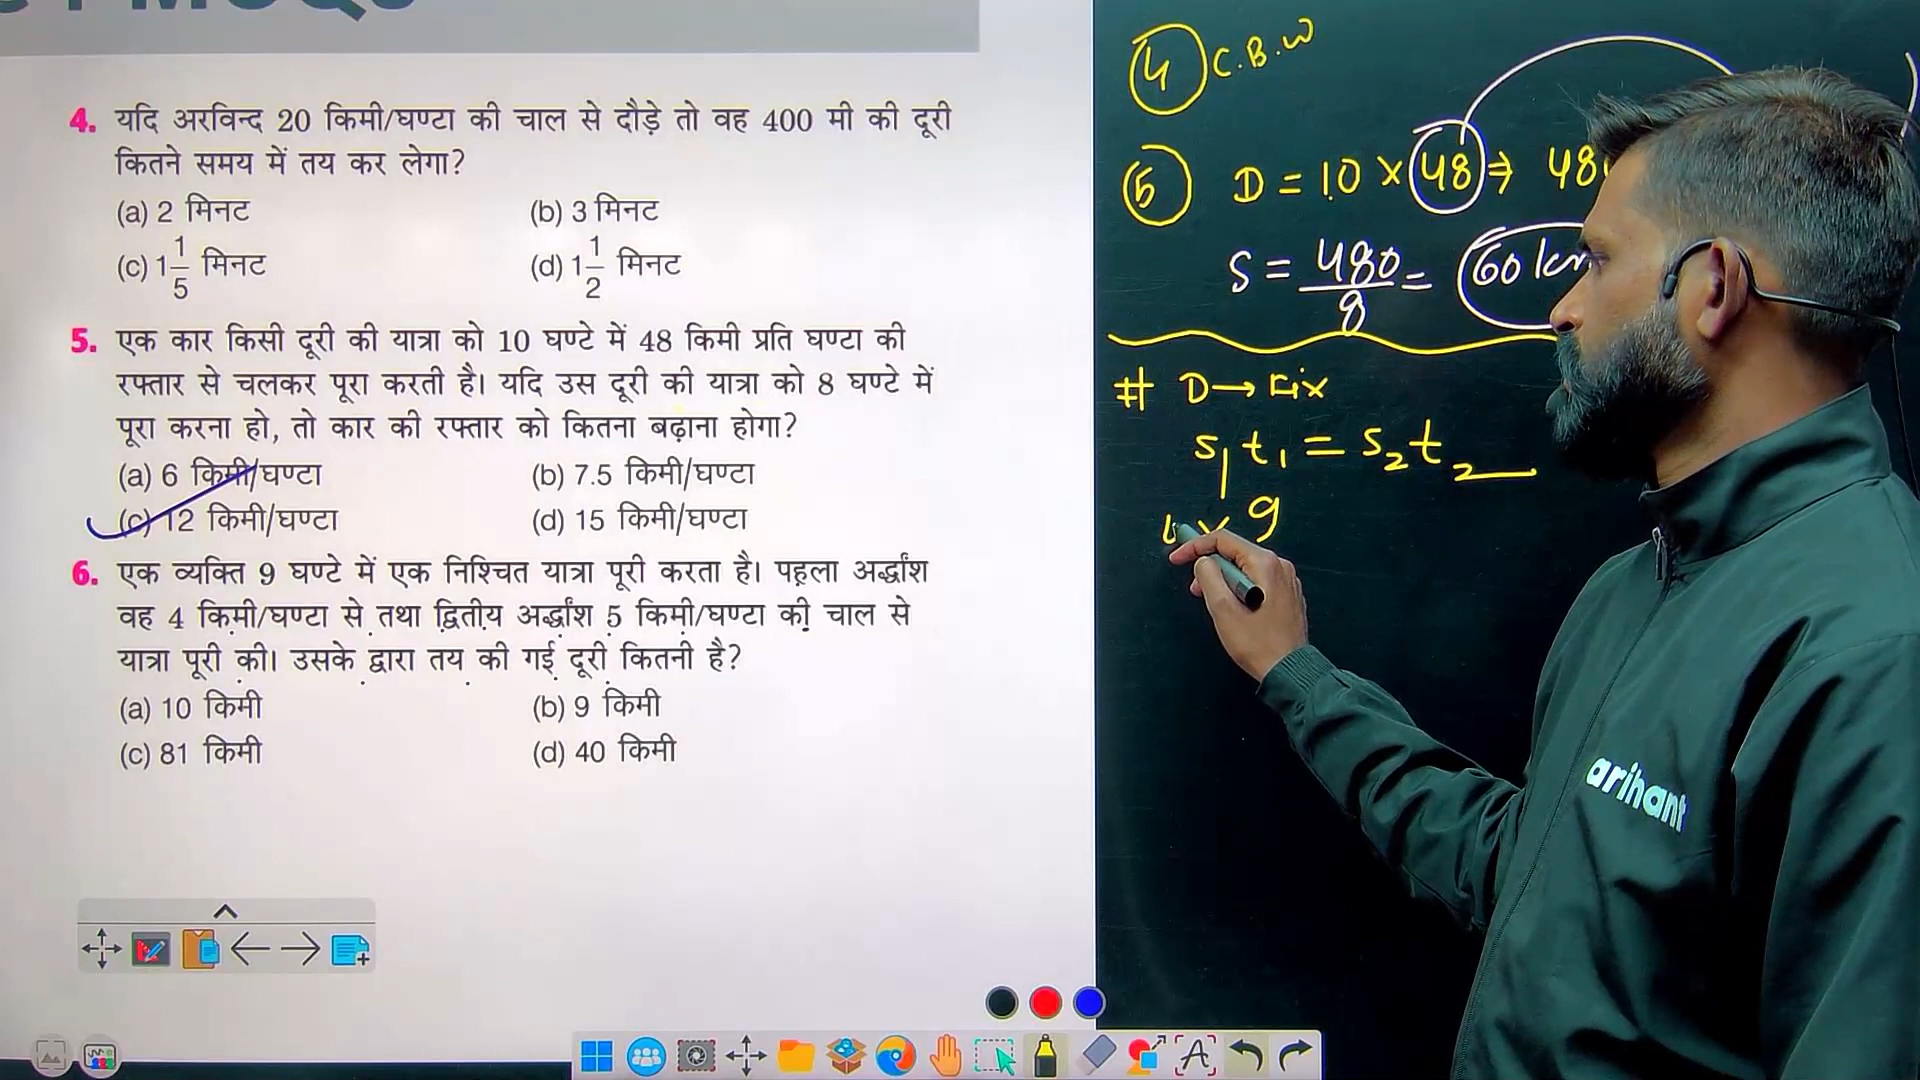 4. यदि अरविन्द 20 किमी/घण्टा की चाल से दौड़े तो वह 400 मी की दूरी
कितने समय में तय कर लेगा?
(a) 2 मिनट (b) 3 मिनट
(c) 1 1/5 मिनट (d) 1 1/2 मिनट
5. एक कार किसी दूरी की यात्रा को 10 घण्टे में 48 किमी प्रति घण्टा की
रफ्तार से चलकर पूरा करती है। यदि उस दूरी की यात्रा को 8 घण्टे में
पूरा करना हो, तो कार की रफ्तार को कितना बढ़ाना होगा?
(a) 6 किमी/घण्टा (b) 7.5 किमी/घण्टा
(c) 12 किमी/घण्टा (d) 15 किमी/घण्टा
6. एक व्यक्ति 9 घण्टे में एक निश्चित यात्रा पूरी करता है। पहला अर्द्धांश
वह 4 किमी/घण्टा से तथा द्वितीय अर्द्धांश 5 किमी/घण्टा की चाल से
यात्रा पूरी की। उसके द्वारा तय की गई दूरी कितनी है?
(a) 10 किमी (b) 9 किमी
(c) 81 किमी (d) 40 किमी
4 C.B.W
5 D = 10 × 48 ⇒ 48
S = 480/8 = 60 km
# D → Fix
S₁t₁ = S₂t₂
× 9
arihant